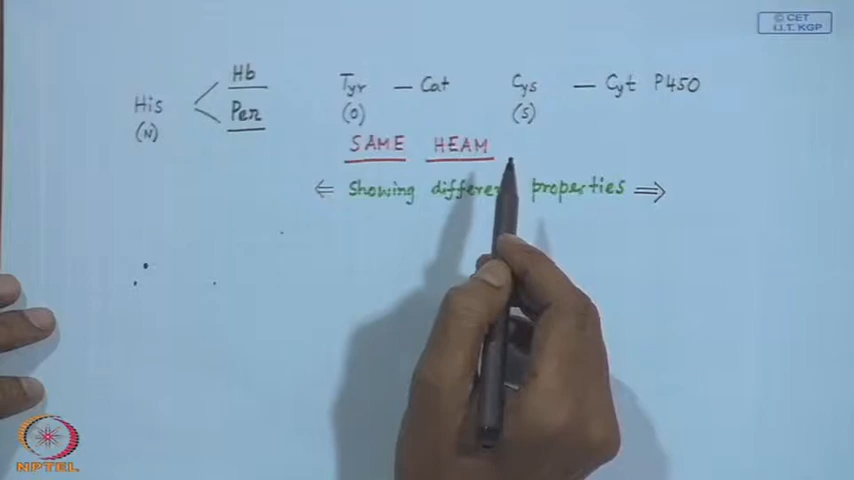 © CET
I.I.T. KGP
Hb
His
Per
(N)
Tyr — Cat
(O)
Cys — Cyt P450
(S)
SAME HEAM
⇐ Showing different properties ⇒
NPTEL